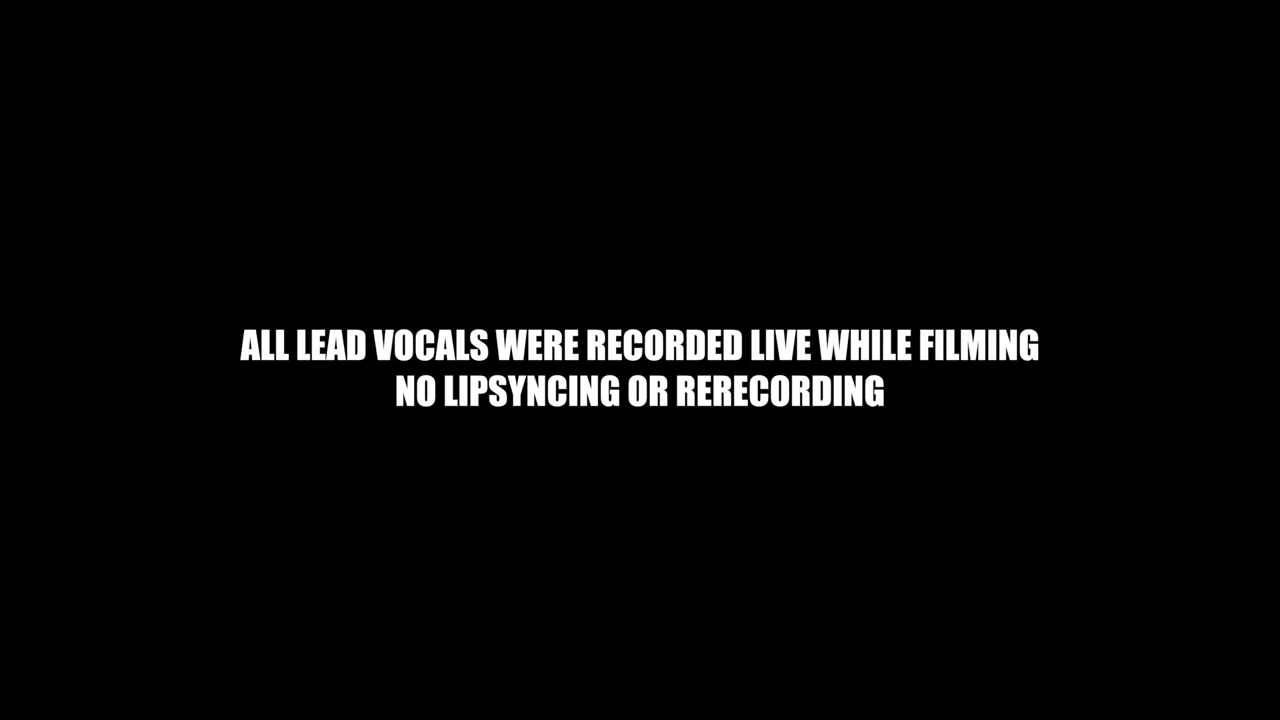 ALL LEAD VOCALS WERE RECORDED LIVE WHILE FILMING
NO LIPSYNCING OR RERECORDING